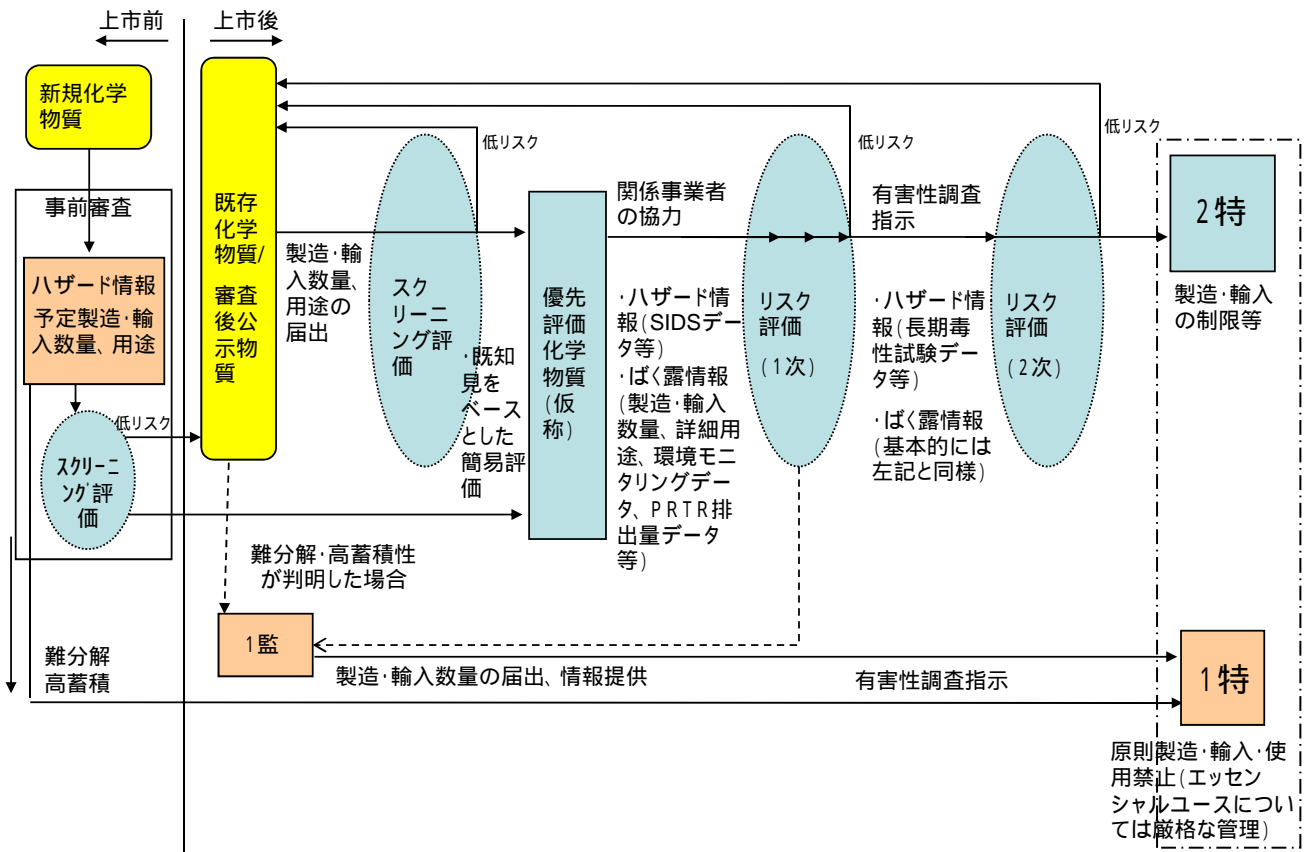 上市前
上市後
新規化学
物質
事前審査
ハザード情報
予定製造・輸
入数量、用途
低リスク
スクリーニ
ング評
価
難分解
高蓄積
既存
化学
物質/
審査
後公
示物
質
製造・輸
入数量、
用途の
届出
スク
リーニ
ング評
価
低リスク
・既知
見を
ベース
とした
簡易評
価
優先
評価
化学
物質
(仮
称)
関係事業者
の協力
・ハザード情
報(SIDSデー
タ等)
・ばく露情報
(製造・輸入
数量、詳細用
途、環境モニ
タリングデー
タ、PRTR排
出量データ
等)
リスク
評価
(1次)
低リスク
有害性調査
指示
・ハザード情
報(長期毒
性試験デー
タ等)
・ばく露情報
(基本的には
左記と同様)
リスク
評価
(2次)
低リスク
2特
製造・輸入
の制限等
難分解・高蓄積性
が判明した場合
1監
製造・輸入数量の届出、情報提供
有害性調査指示
1特
原則製造・輸入・使
用禁止(エッセン
シャルユースについ
ては厳格な管理)